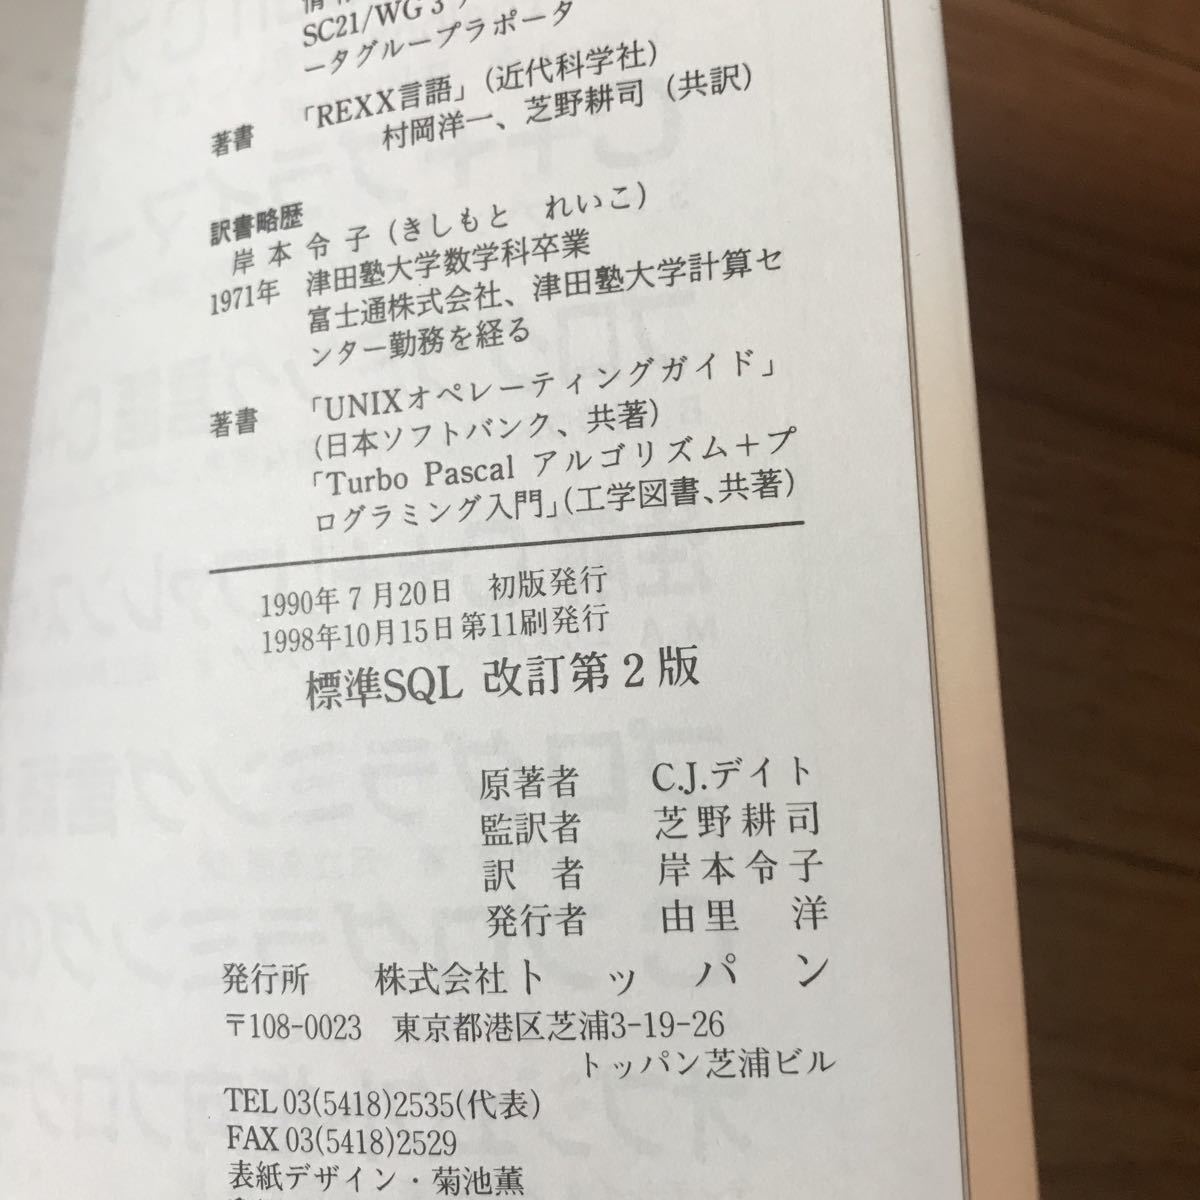 SC21/WG3
ータグループラポータ
著書 「REXX言語」(近代科学社)
村岡洋一、芝野耕司(共訳)
訳書略歴
岸本令子(きしもと れいこ)
1971年 津田塾大学数学科卒業
富士通株式会社、津田塾大学計算セ
ンター勤務を経る
著書 「UNIXオペレーティングガイド」
(日本ソフトバンク、共著)
「Turbo Pascal アルゴリズム+プ
ログラミング入門」(工学図書、共著)
1990年7月20日 初版発行
1998年10月15日第11刷発行
標準SQL 改訂第2版
原著者 C.J.デイト
監訳者 芝野耕司
訳者 岸本令子
発行者 由里 洋
発行所 株式会社トッパン
〒108-0023 東京都港区芝浦3-19-26
トッパン芝浦ビル
TEL 03(5418)2535(代表)
FAX 03(5418)2529
表紙デザイン・菊池薫